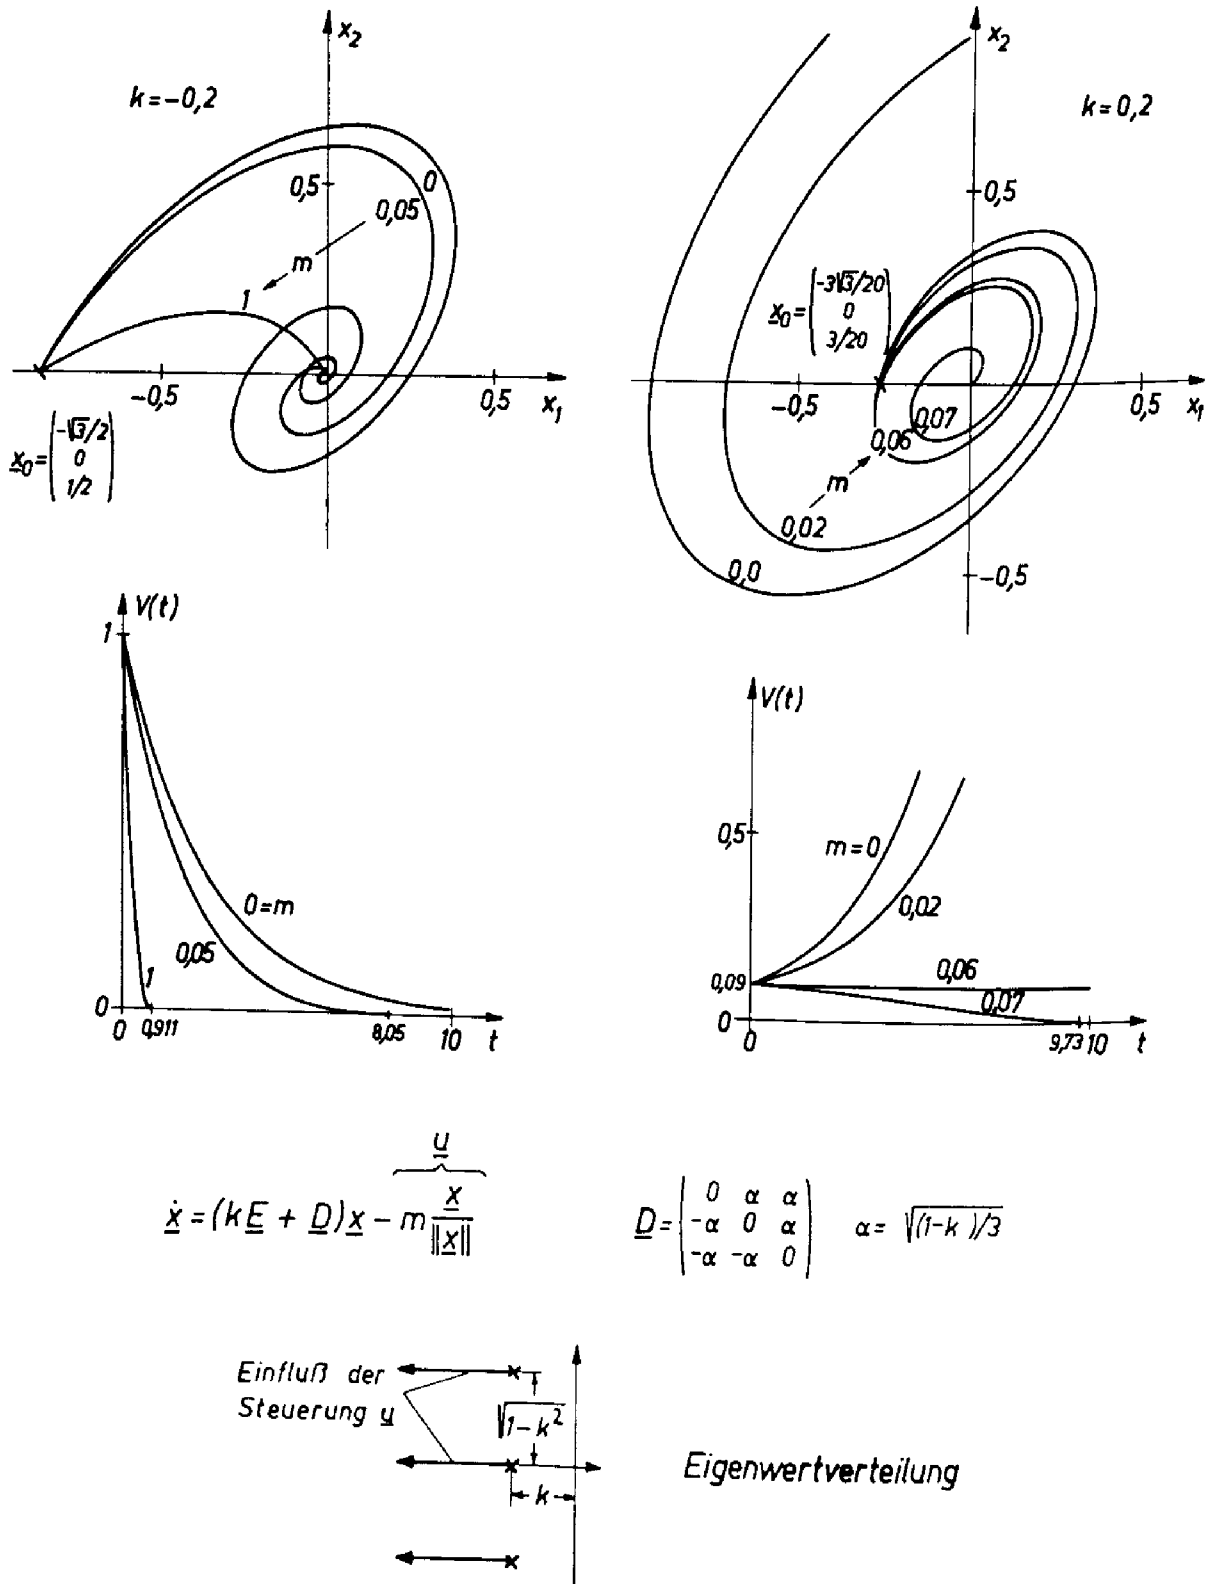 x₂
k=-0,2
0,5
0
0,05
m
1
-0,5
0,5
x₁
x₀=(-√3/2
0
1/2)
x₂
k=0,2
0,5
x₀=(-3√3/20
0
3/20)
-0,5
0,5
x₁
0,07
0,06
m
0,02
0,0
-0,5
V(t)
1
0=m
0,05
1
0
0 0,911 8,05 10 t
V(t)
0,5
m=0
0,02
0,09
0,06
0,07
0
0 9,73 10 t
u
ẋ = (kE + D)x - m x/||x||
D = (0 α α
-α 0 α
-α -α 0)
α = √(1-k )/3
Einfluß der
Steuerung u
√1-k²
Eigenwertverteilung
k